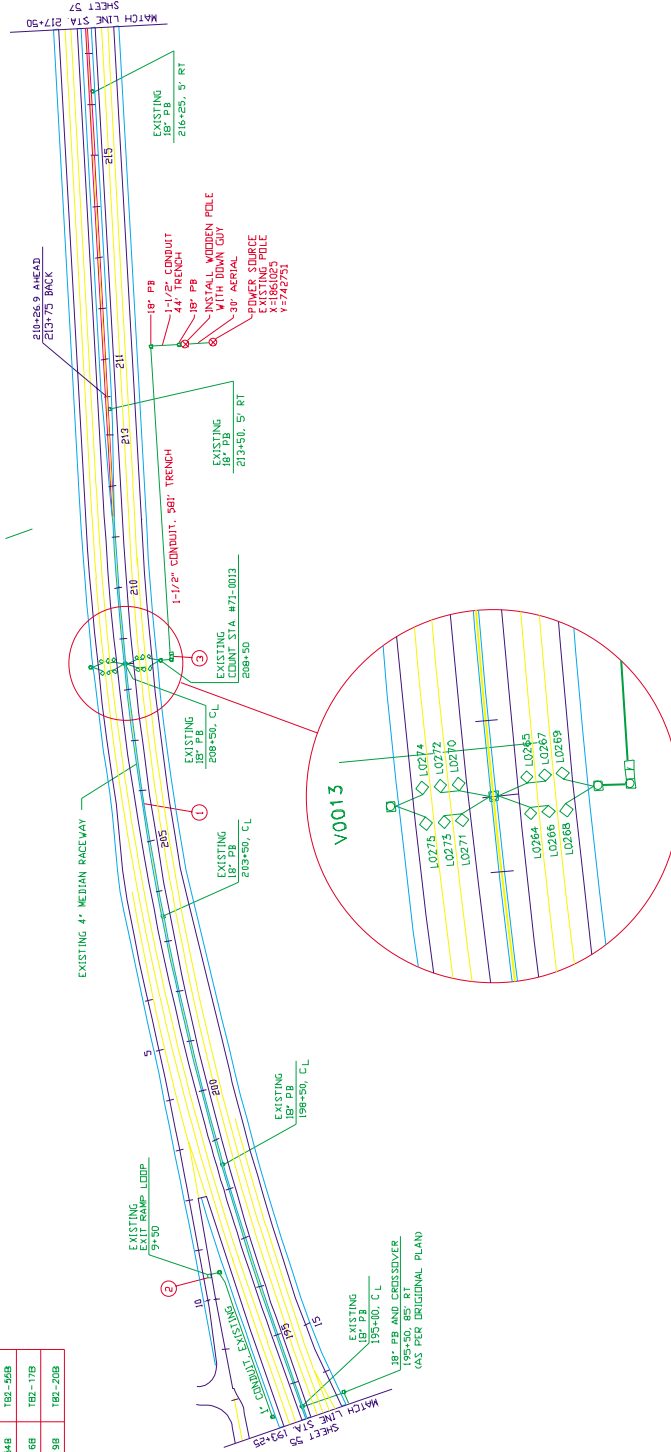 MATCH LINE STA. 217+50
SHEET 57
EXISTING
18" PB
216+25, 5' RT
215
210+26.9 AHEAD
213+75 BACK
18" PB
1-1/2" CONDUIT
44' TRENCH
18" PB
INSTALL WOODEN POLE
WITH DOWN GUY
30' AERIAL
POWER SOURCE
EXISTING POLE
X=1861025
Y=742751
211
213
EXISTING
18" PB
213+50, 5' RT
1-1/2" CONDUIT, 581' TRENCH
210
EXISTING
COUNT STA. #71-0013
208+50
3
EXISTING
18" PB
208+50, CL
EXISTING 4" MEDIAN RACEWAY
1
205
EXISTING
18" PB
203+50, CL
5
200
EXISTING
18" PB
198+50, CL
EXISTING
EXIT RAMP LOOP
9+50
2
10
1" CONDUIT, EXISTING
195
15
EXISTING
18" PB
195+00, CL
18" PB AND CROSSOVER
195+50, 85' RT
(AS PER ORIGIONAL PLAN)
SHEET 55
MATCH LINE STA. 193+25
V0013
L0274
L0272
L0270
L0275
L0273
L0271
L0265
L0267
L0269
L0264
L0266
L0268
4B TB2-55B
6B TB2-17B
9B TB2-20B